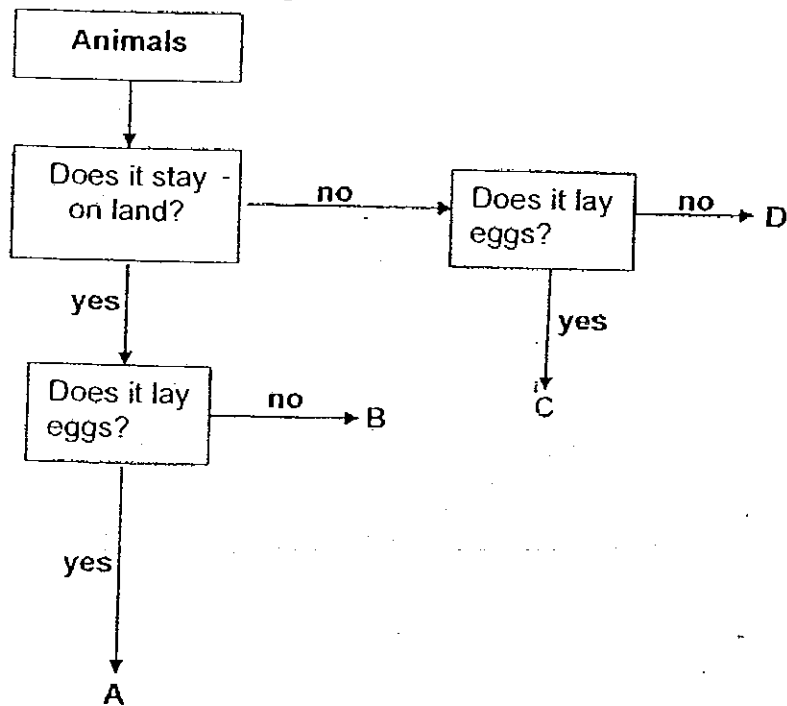 Animals
Does it stay
on land?
no
Does it lay
eggs?
no
D
yes
yes
C
Does it lay
eggs?
no
B
yes
A